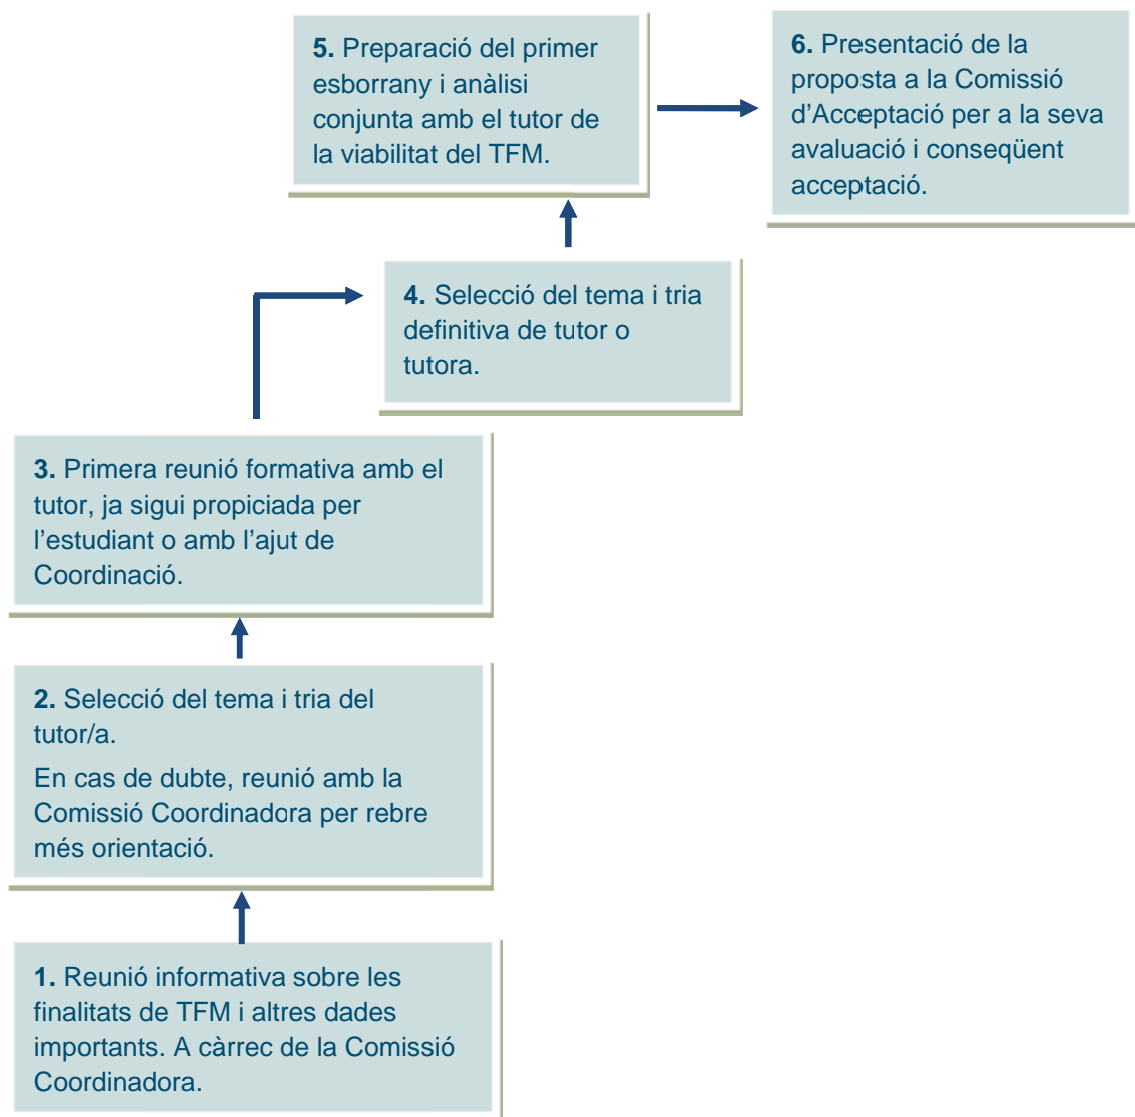 5. Preparació del primer
esborrany i anàlisi
conjunta amb el tutor de
la viabilitat del TFM.
6. Presentació de la
proposta a la Comissió
d’Acceptació per a la seva
avaluació i conseqüent
acceptació.
4. Selecció del tema i tria
definitiva de tutor o
tutora.
3. Primera reunió formativa amb el
tutor, ja sigui propiciada per
l’estudiant o amb l’ajut de
Coordinació.
2. Selecció del tema i tria del
tutor/a.
En cas de dubte, reunió amb la
Comissió Coordinadora per rebre
més orientació.
1. Reunió informativa sobre les
finalitats de TFM i altres dades
importants. A càrrec de la Comissió
Coordinadora.